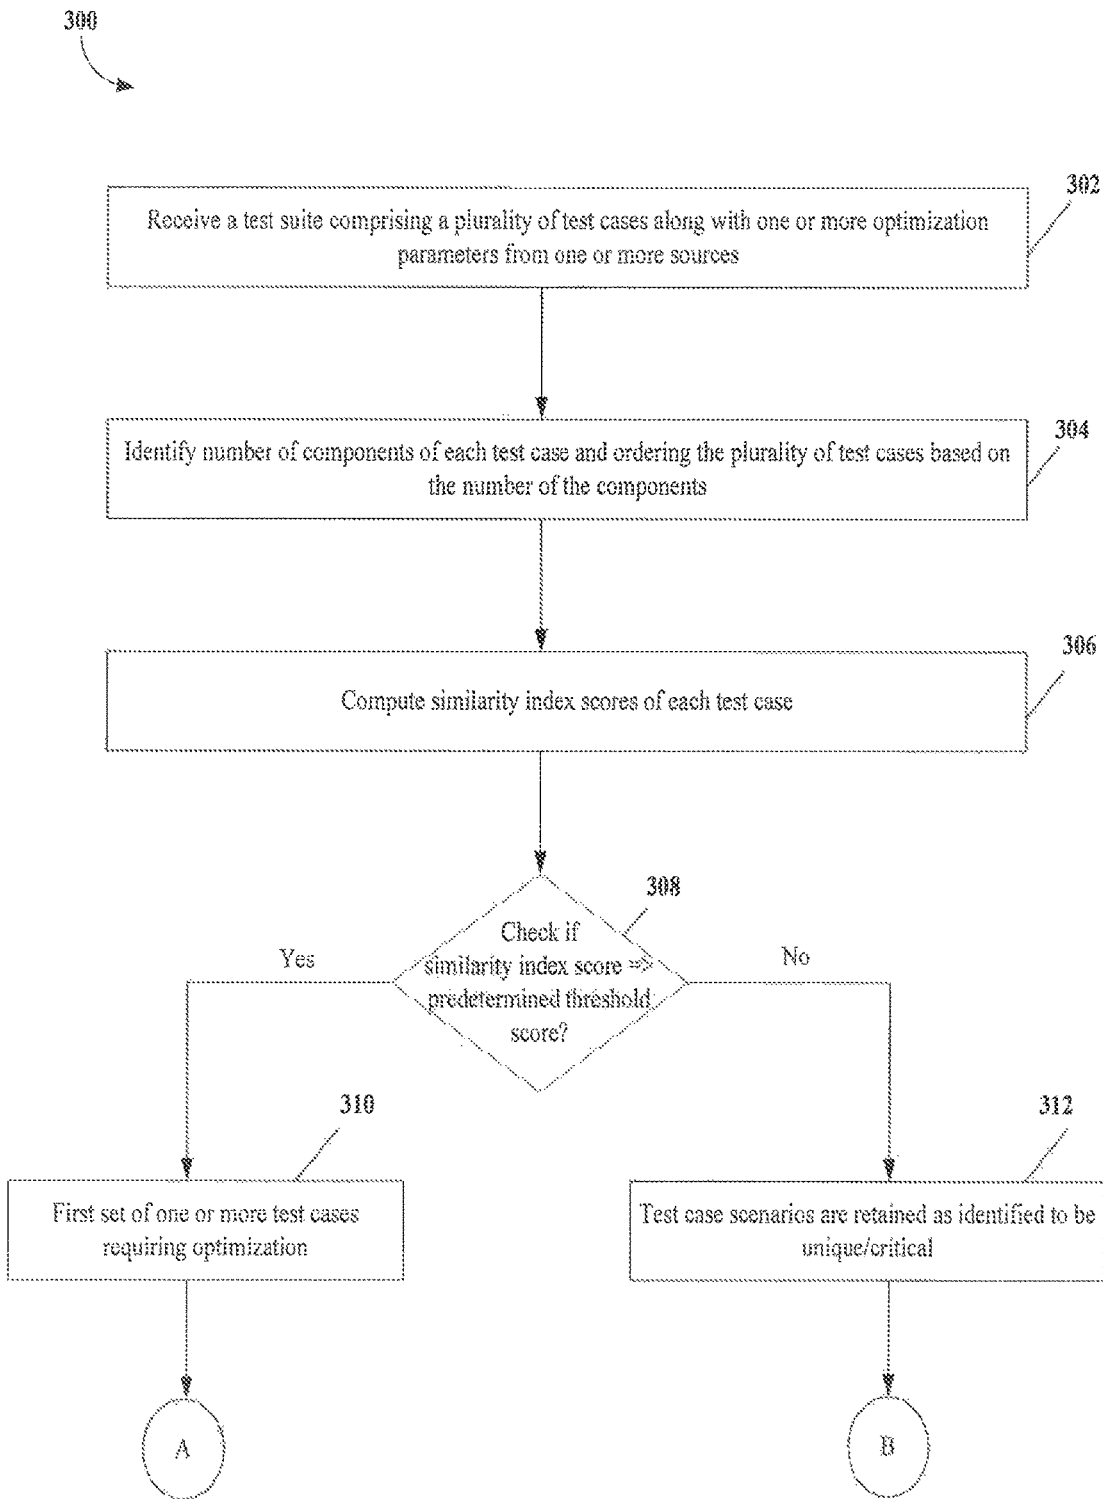 300
302
Receive a test suite comprising a plurality of test cases along with one or more optimization
parameters from one or more sources
304
Identify number of components of each test case and ordering the plurality of test cases based on
the number of the components
306
Compute similarity index scores of each test case
308
Check if
similarity index score =>
predetermined threshold
score?
Yes
No
310
312
First set of one or more test cases
requiring optimization
Test case scenarios are retained as identified to be
unique/critical
A
B